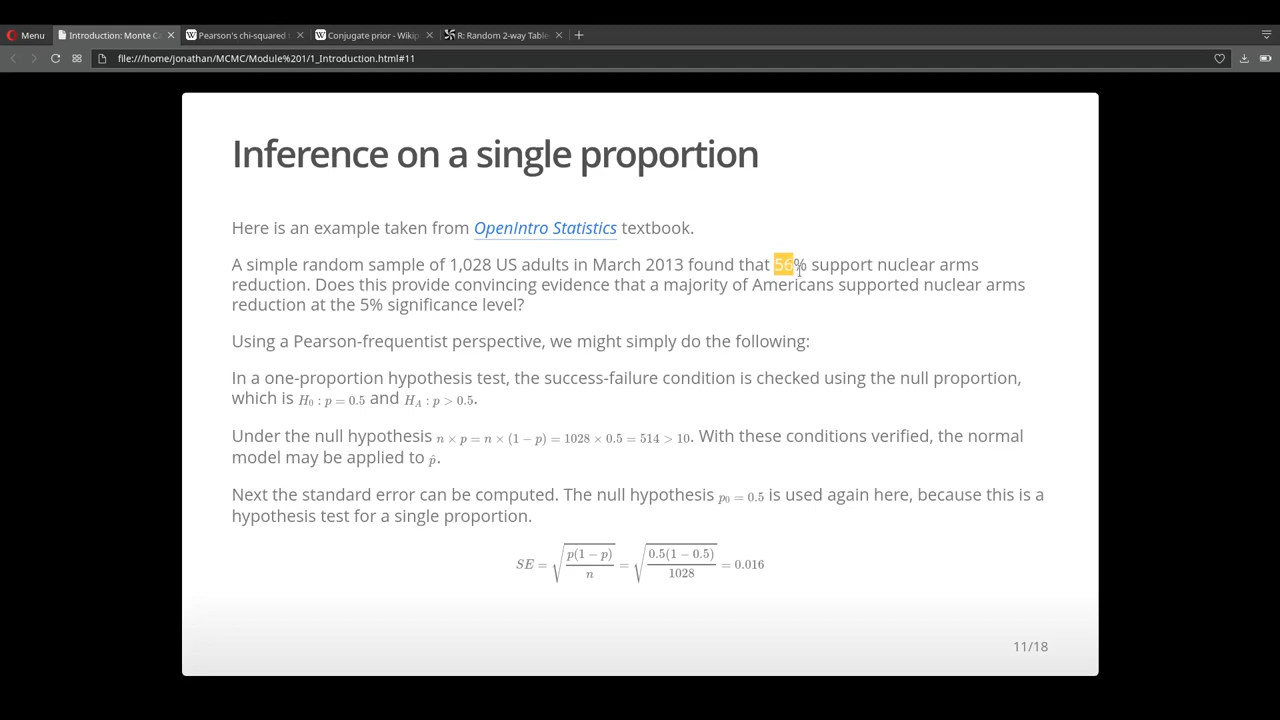 Menu
Introduction: Monte Ca
Pearson's chi-squared
Conjugate prior - Wikip
R: Random 2-way Table
file:///home/jonathan/MCMC/Module%201/1_Introduction.html#11
Inference on a single proportion
Here is an example taken from OpenIntro Statistics textbook.
A simple random sample of 1,028 US adults in March 2013 found that 56% support nuclear arms
reduction. Does this provide convincing evidence that a majority of Americans supported nuclear arms
reduction at the 5% significance level?
Using a Pearson-frequentist perspective, we might simply do the following:
In a one-proportion hypothesis test, the success-failure condition is checked using the null proportion,
which is H₀ : p = 0.5 and H_A : p > 0.5.
Under the null hypothesis n × p = n × (1 − p) = 1028 × 0.5 = 514 > 10. With these conditions verified, the normal
model may be applied to p̂.
Next the standard error can be computed. The null hypothesis p₀ = 0.5 is used again here, because this is a
hypothesis test for a single proportion.
SE = √(p(1 − p)/n) = √(0.5(1 − 0.5)/1028) = 0.016
11/18